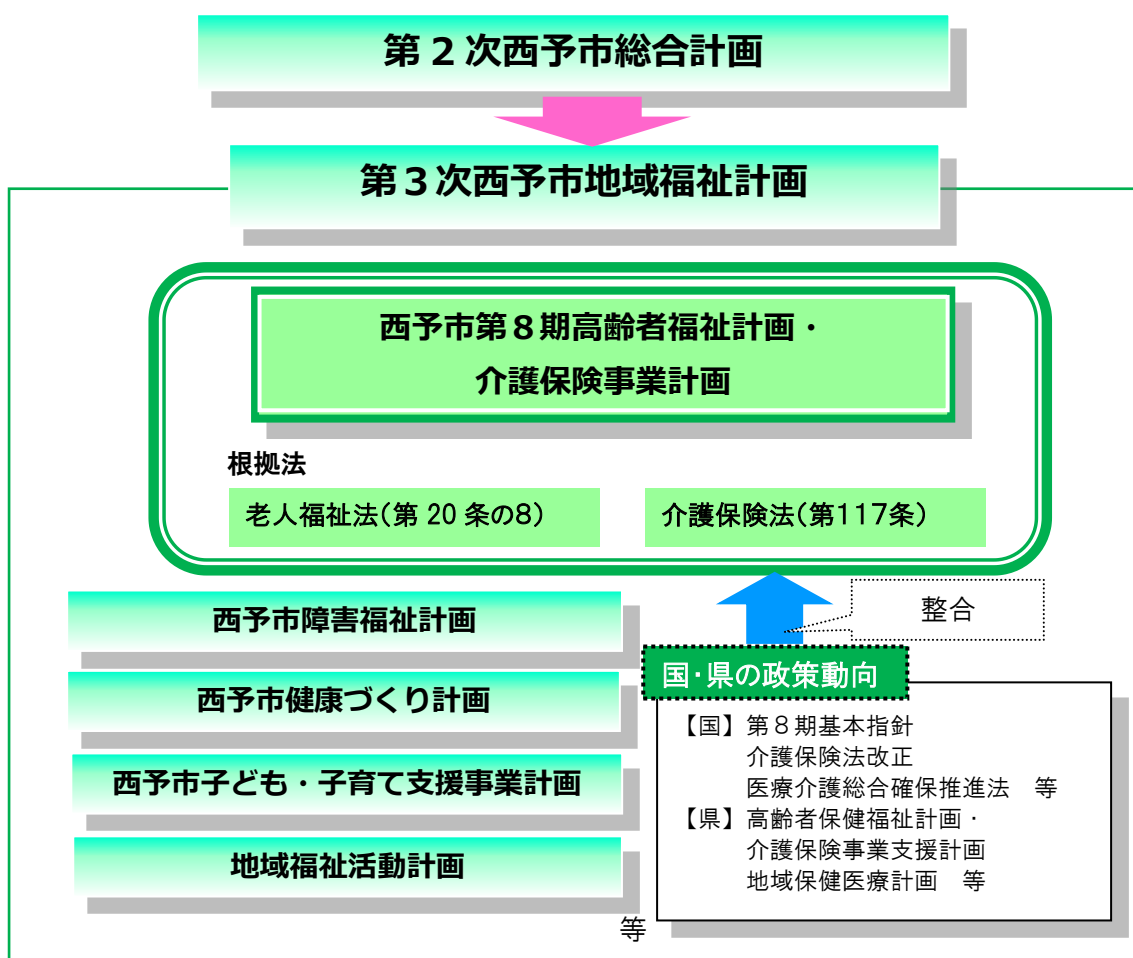 第2次西予市総合計画
第3次西予市地域福祉計画
西予市第8期高齢者福祉計画・
介護保険事業計画
根拠法
老人福祉法(第 20 条の8)
介護保険法(第117条)
整合
西予市障害福祉計画
西予市健康づくり計画
西予市子ども・子育て支援事業計画
地域福祉活動計画
等
国・県の政策動向
【国】第8期基本指針
介護保険法改正
医療介護総合確保推進法 等
【県】高齢者保健福祉計画・
介護保険事業支援計画
地域保健医療計画 等